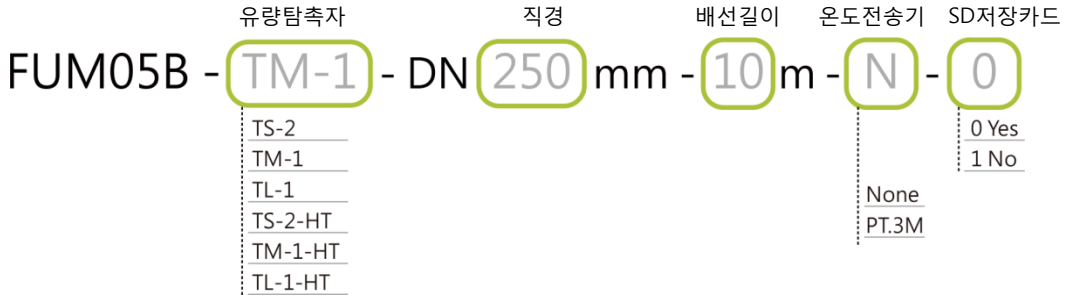 유량탐촉자 직경 배선길이 온도전송기 SD저장카드
FUM05B - TM-1 - DN 250 mm - 10 m - N - 0
TS-2
TM-1
TL-1
TS-2-HT
TM-1-HT
TL-1-HT
None
PT.3M
0 Yes
1 No